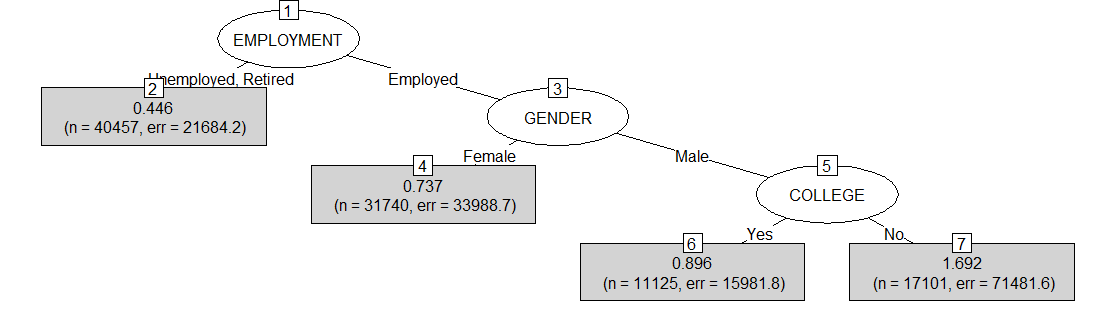 1
EMPLOYMENT
Unemployed, Retired
Employed
2
0.446
(n = 40457, err = 21684.2)
3
GENDER
Female
Male
4
0.737
(n = 31740, err = 33988.7)
5
COLLEGE
Yes
No
6
0.896
(n = 11125, err = 15981.8)
7
1.692
(n = 17101, err = 71481.6)